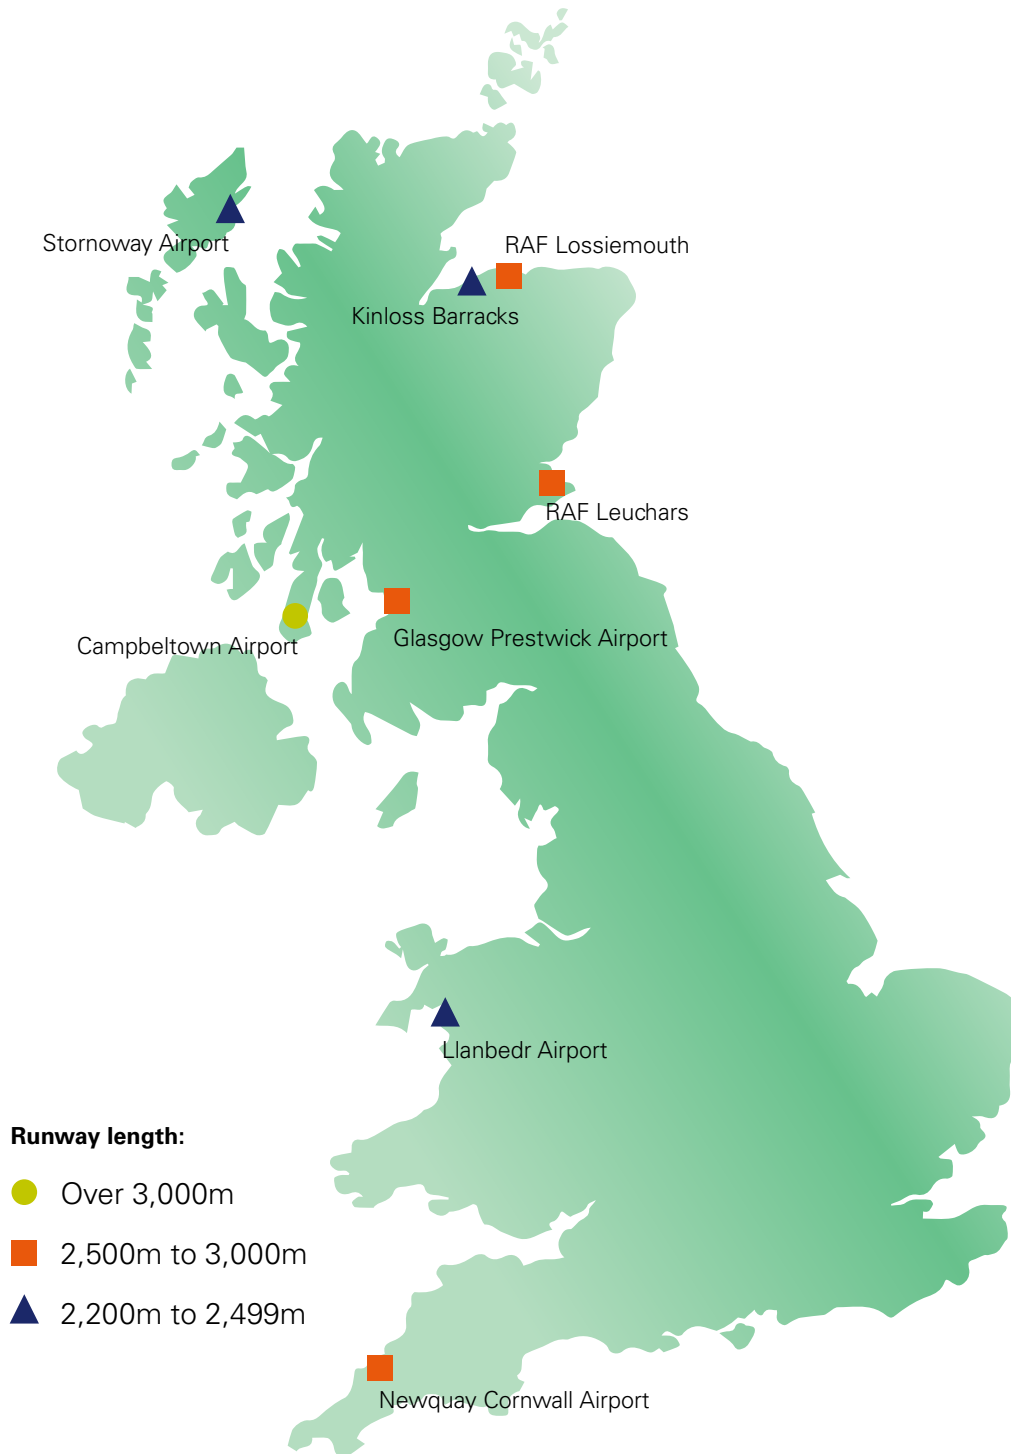 Stornoway Airport
RAF Lossiemouth
Kinloss Barracks
RAF Leuchars
Campbeltown Airport
Glasgow Prestwick Airport
Llanbedr Airport
Runway length:
Over 3,000m
2,500m to 3,000m
2,200m to 2,499m
Newquay Cornwall Airport